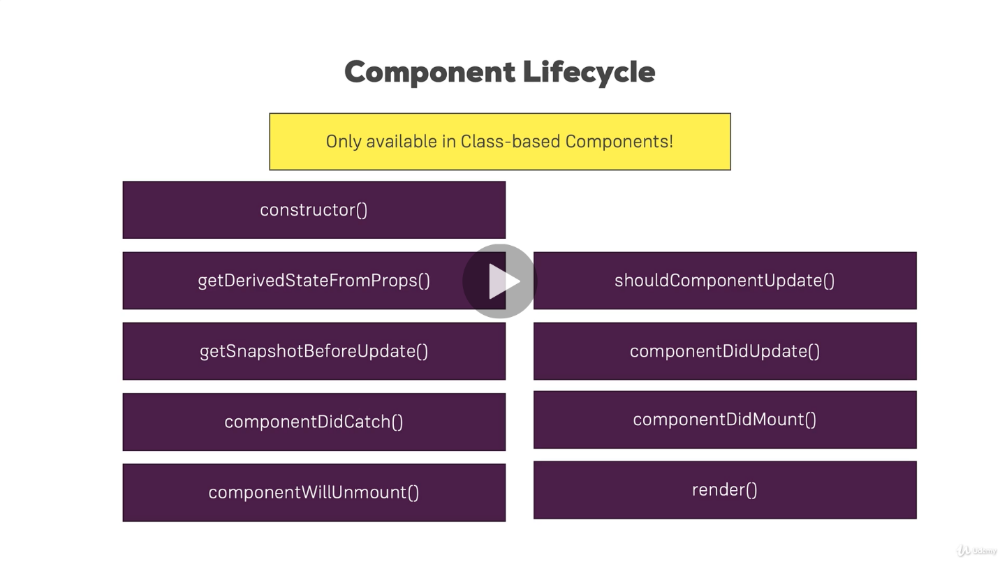 Component Lifecycle
Only available in Class-based Components!
constructor()
getDerivedStateFromProps()
shouldComponentUpdate()
getSnapshotBeforeUpdate()
componentDidUpdate()
componentDidCatch()
componentDidMount()
componentWillUnmount()
render()
Udemy